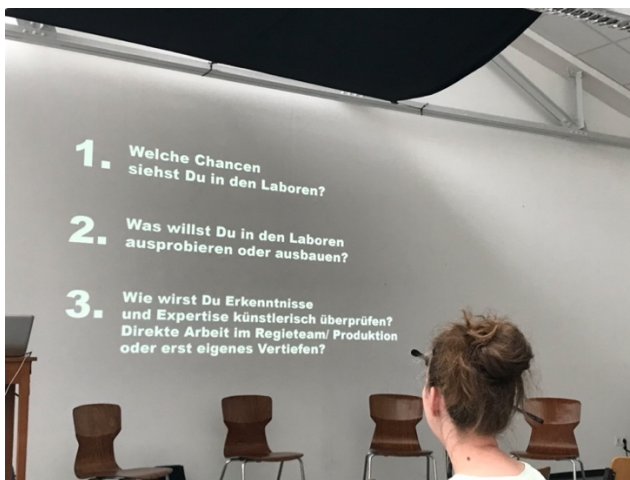 1. Welche Chancen
siehst Du in den Laboren?
2. Was willst Du in den Laboren
ausprobieren oder ausbauen?
3. Wie wirst Du Erkenntnisse
und Expertise künstlerisch überprüfen?
Direkte Arbeit im Regieteam/ Produktion
oder erst eigenes Vertiefen?